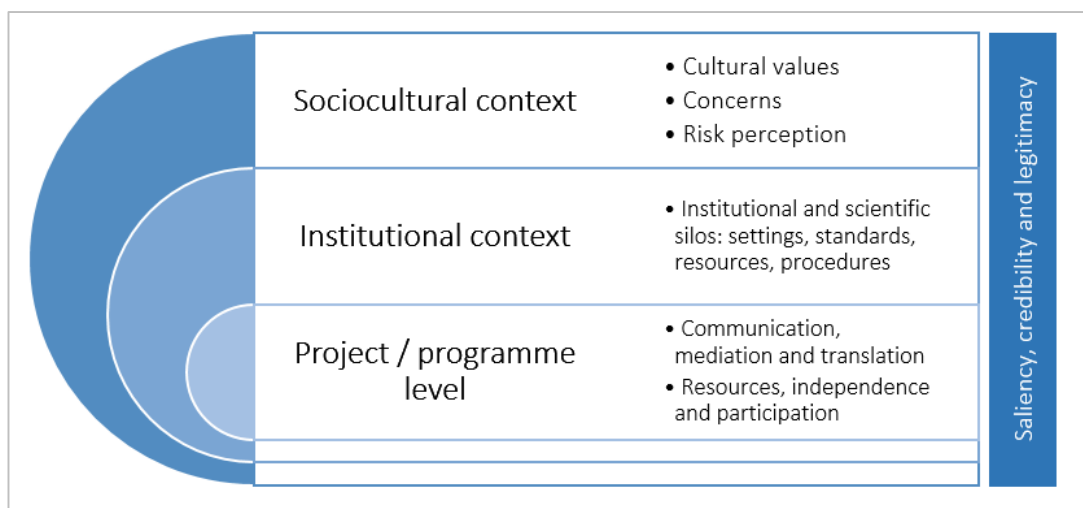 Sociocultural context
• Cultural values
• Concerns
• Risk perception
Institutional context
• Institutional and scientific
silos: settings, standards,
resources, procedures
Project / programme
level
• Communication,
mediation and translation
• Resources, independence
and participation
Saliency, credibility and legitimacy